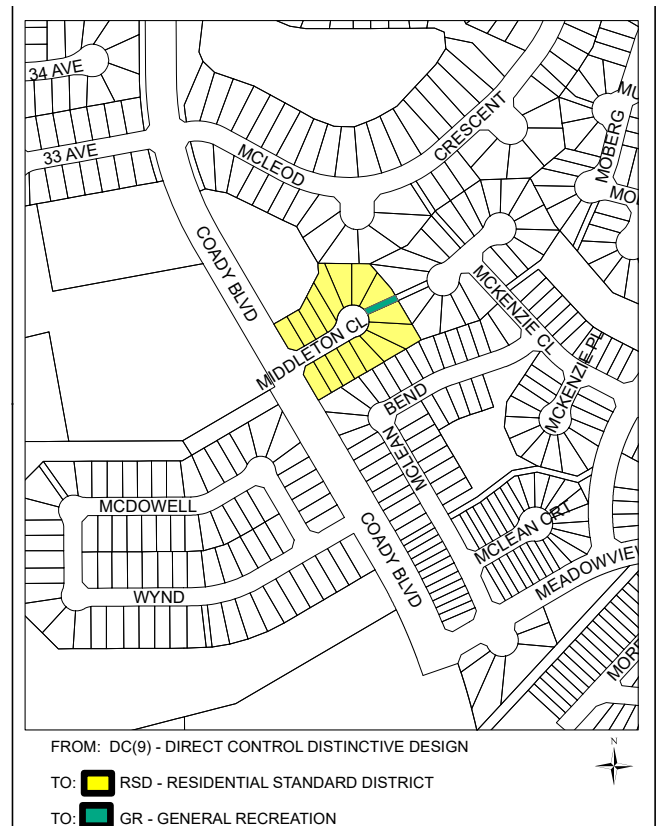 34 AVE
33 AVE
MCLEOD
CRESCENT
MOBERG
COADY BLVD
MIDDLETON CL
MCKENZIE CL
MCKENZIE PL
BEND
MCLEAN
MCDOWELL
WYND
COADY BLVD
MCLEAN CRT
MEADOWVIEW
FROM: DC(9) - DIRECT CONTROL DISTINCTIVE DESIGN
N
TO: RSD - RESIDENTIAL STANDARD DISTRICT
TO: GR - GENERAL RECREATION